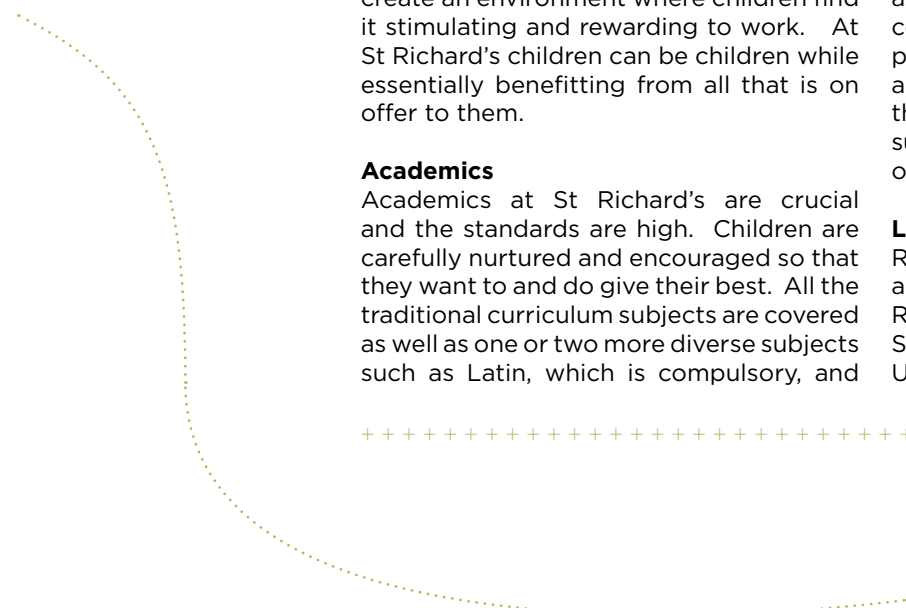 create an environment where children find
it stimulating and rewarding to work. At
St Richard's children can be children while
essentially benefitting from all that is on
offer to them.
Academics
Academics at St Richard's are crucial
and the standards are high. Children are
carefully nurtured and encouraged so that
they want to and do give their best. All the
traditional curriculum subjects are covered
as well as one or two more diverse subjects
such as Latin, which is compulsory, and